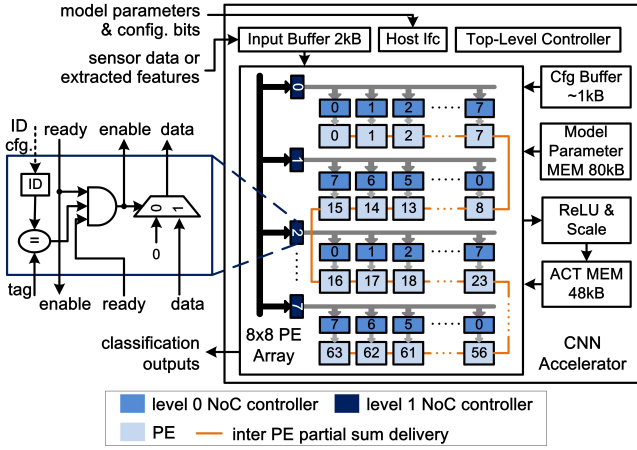 model parameters
& config. bits
sensor data or
extracted features
Input Buffer 2kB
Host Ifc
Top-Level Controller
Cfg Buffer
~1kB
Model
Parameter
MEM 80kB
ReLU &
Scale
ACT MEM
48kB
CNN
Accelerator
ID
cfg.
ready
enable
data
ID
=
0
1
0
tag
enable
ready
data
0
0 1 2 7
0 1 2 7
1
7 6 5 0
15 14 13 8
2
0 1 2 7
16 17 18 23
7
7 6 5 0
63 62 61 56
8x8 PE
Array
classification
outputs
level 0 NoC controller
level 1 NoC controller
PE
inter PE partial sum delivery